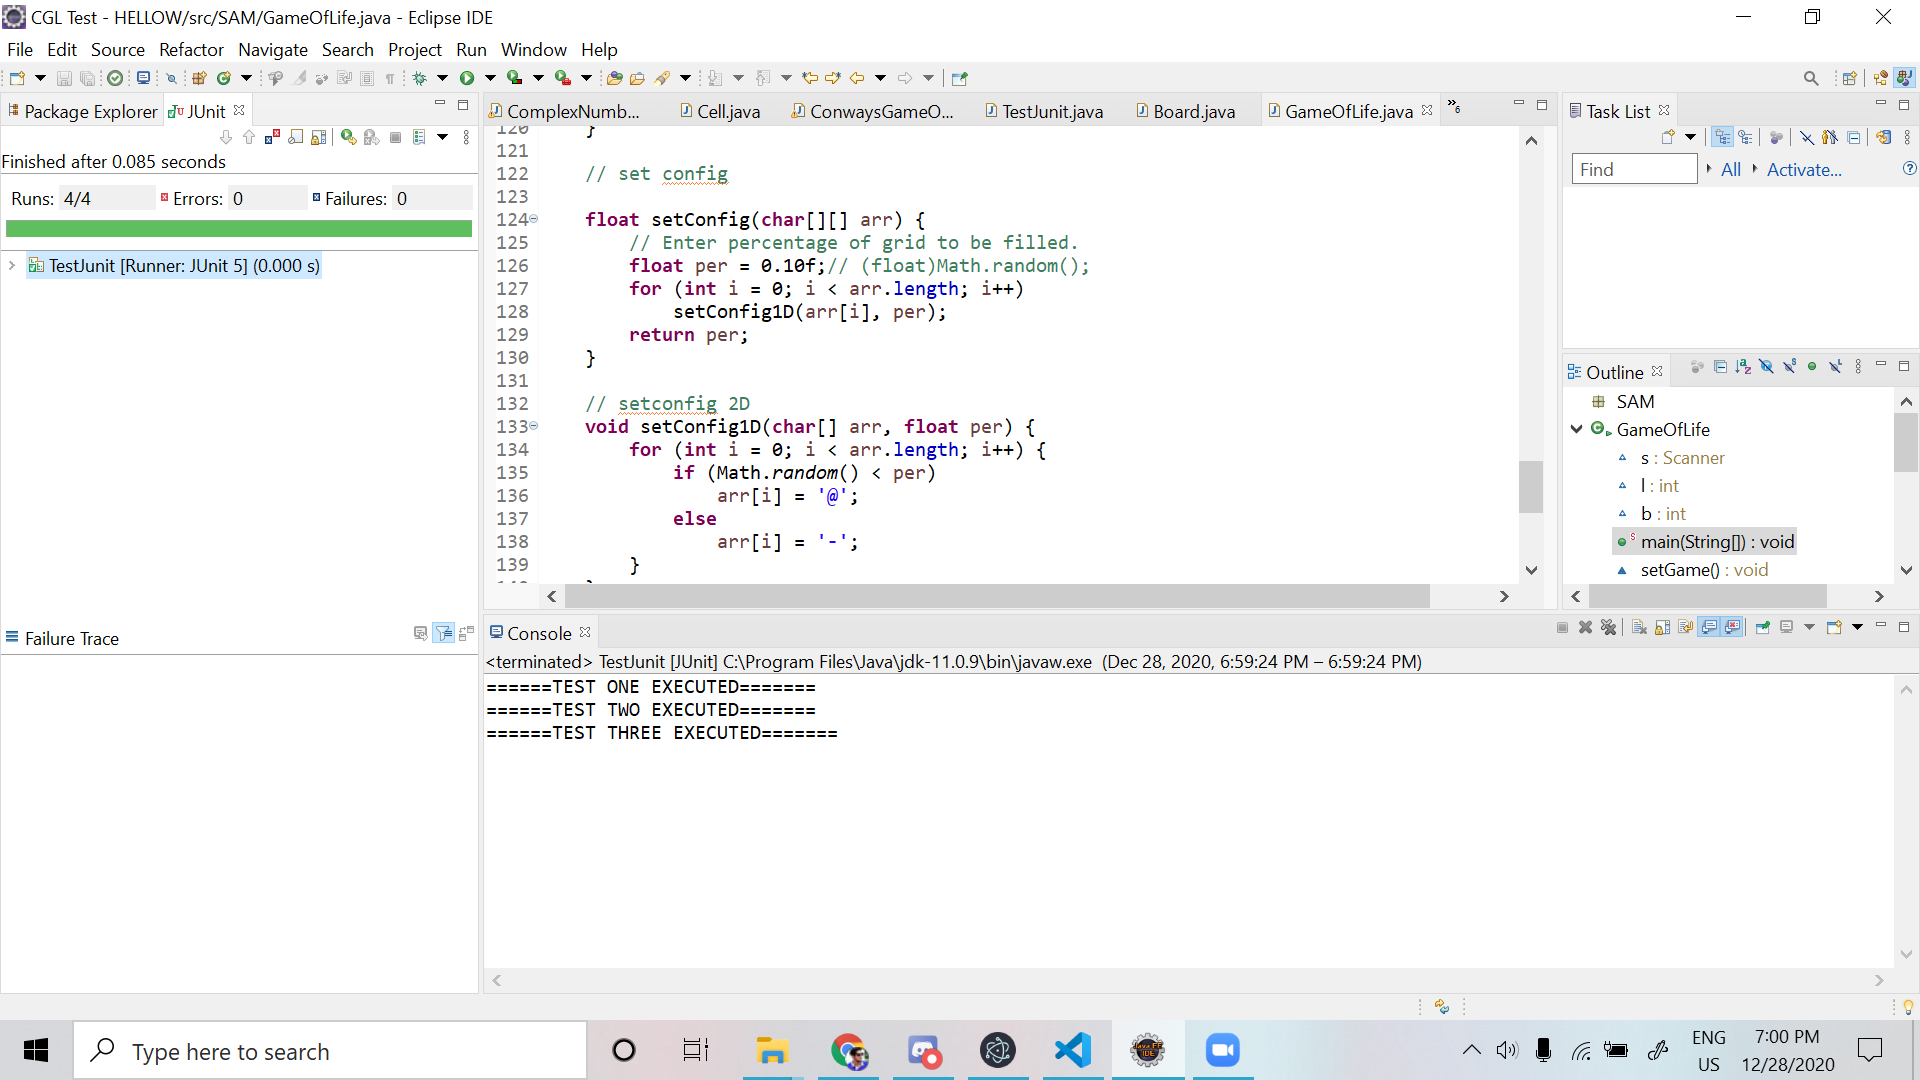 CGL Test - HELLOW/src/SAM/GameOfLife.java - Eclipse IDE
File Edit Source Refactor Navigate Search Project Run Window Help
Package Explorer JUnit
Finished after 0.085 seconds
Runs: 4/4 Errors: 0 Failures: 0
TestJunit [Runner: JUnit 5] (0.000 s)
Failure Trace
ComplexNumb... Cell.java ConwaysGameO... TestJunit.java Board.java GameOfLife.java »6
120 }
121
122 // set config
123
124 float setConfig(char[][] arr) {
125 // Enter percentage of grid to be filled.
126 float per = 0.10f;// (float)Math.random();
127 for (int i = 0; i < arr.length; i++)
128 setConfig1D(arr[i], per);
129 return per;
130 }
131
132 // setconfig 2D
133 void setConfig1D(char[] arr, float per) {
134 for (int i = 0; i < arr.length; i++) {
135 if (Math.random() < per)
136 arr[i] = '@';
137 else
138 arr[i] = '-';
139 }
Task List
Find All Activate...
Outline
SAM
GameOfLife
s : Scanner
l : int
b : int
main(String[]) : void
setGame() : void
Console
<terminated> TestJunit [JUnit] C:\Program Files\Java\jdk-11.0.9\bin\javaw.exe (Dec 28, 2020, 6:59:24 PM – 6:59:24 PM)
======TEST ONE EXECUTED=======
======TEST TWO EXECUTED=======
======TEST THREE EXECUTED=======
Type here to search
ENG
US
7:00 PM
12/28/2020